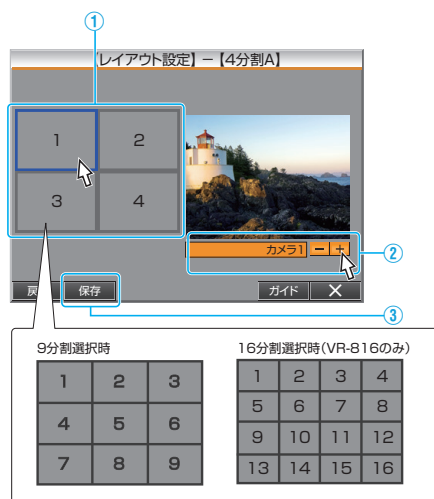 ①
【レイアウト設定】－【4分割A】
1 2
3 4
カメラ1 － ＋
②
保存 ガイド ×
③
9分割選択時
1 2 3
4 5 6
7 8 9
16分割選択時(VR-816のみ)
1 2 3 4
5 6 7 8
9 10 11 12
13 14 15 16